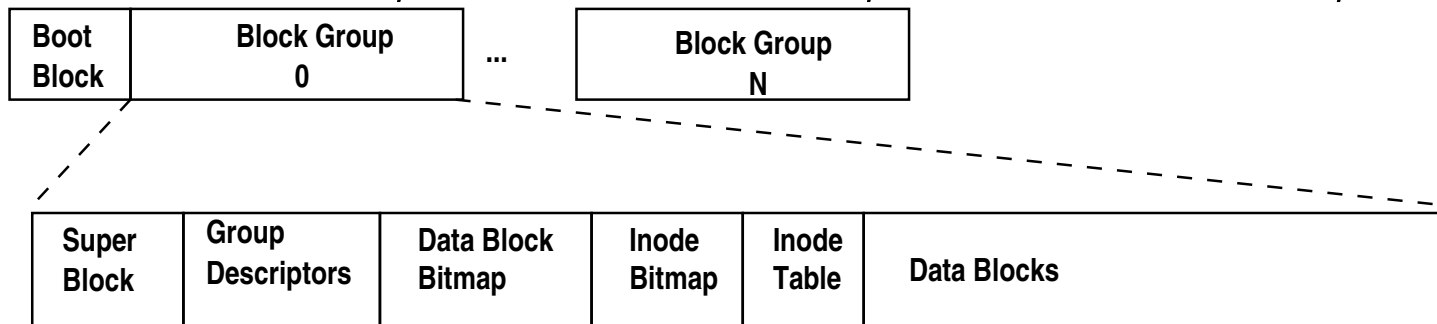 Boot
Block
Block Group
0
...
Block Group
N
Super
Block
Group
Descriptors
Data Block
Bitmap
Inode
Bitmap
Inode
Table
Data Blocks